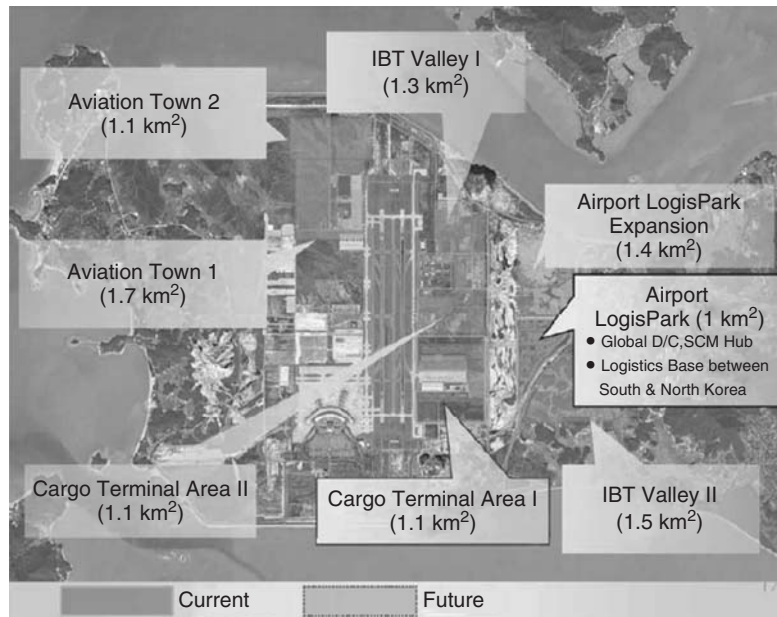 IBT Valley I
(1.3 km²)
Aviation Town 2
(1.1 km²)
Airport LogisPark
Expansion
(1.4 km²)
Aviation Town 1
(1.7 km²)
Airport
LogisPark (1 km²)
• Global D/C,SCM Hub
• Logistics Base between
South & North Korea
Cargo Terminal Area II
(1.1 km²)
Cargo Terminal Area I
(1.1 km²)
IBT Valley II
(1.5 km²)
Current
Future